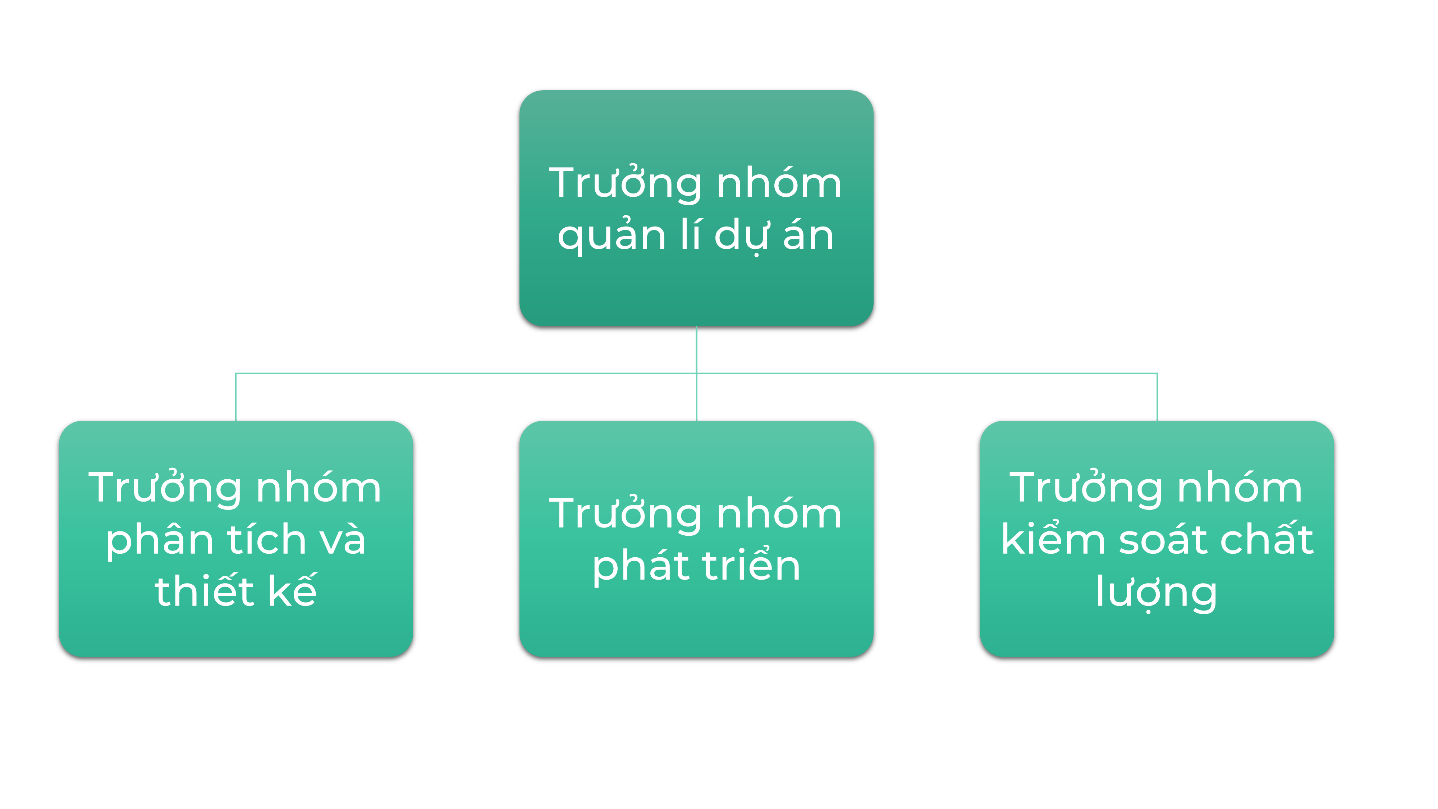 Trưởng nhóm
quản lí dự án
Trưởng nhóm
phân tích và
thiết kế
Trưởng nhóm
phát triển
Trưởng nhóm
kiểm soát chất
lượng